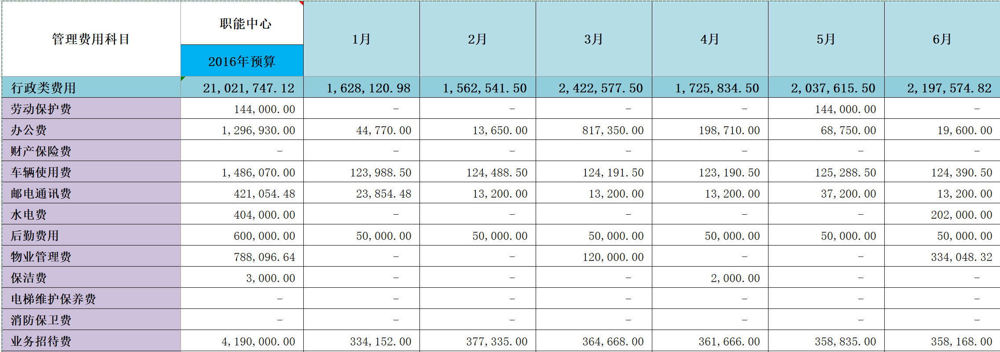 管理费用科目 职能中心 1月 2月 3月 4月 5月 6月
2016年预算
行政类费用 21,021,747.12 1,628,120.98 1,562,541.50 2,422,577.50 1,725,834.50 2,037,615.50 2,197,574.82
劳动保护费 144,000.00 - - - - 144,000.00 -
办公费 1,296,930.00 44,770.00 13,650.00 817,350.00 198,710.00 68,750.00 19,600.00
财产保险费 - - - - - - -
车辆使用费 1,486,070.00 123,988.50 124,488.50 124,191.50 123,190.50 125,288.50 124,390.50
邮电通讯费 421,054.48 23,854.48 13,200.00 13,200.00 13,200.00 37,200.00 13,200.00
水电费 404,000.00 - - - - - 202,000.00
后勤费用 600,000.00 50,000.00 50,000.00 50,000.00 50,000.00 50,000.00 50,000.00
物业管理费 788,096.64 - - 120,000.00 - - 334,048.32
保洁费 3,000.00 - - - 2,000.00 - -
电梯维护保养费 - - - - - - -
消防保卫费 - - - - - - -
业务招待费 4,190,000.00 334,152.00 377,335.00 364,668.00 361,666.00 358,835.00 358,168.00